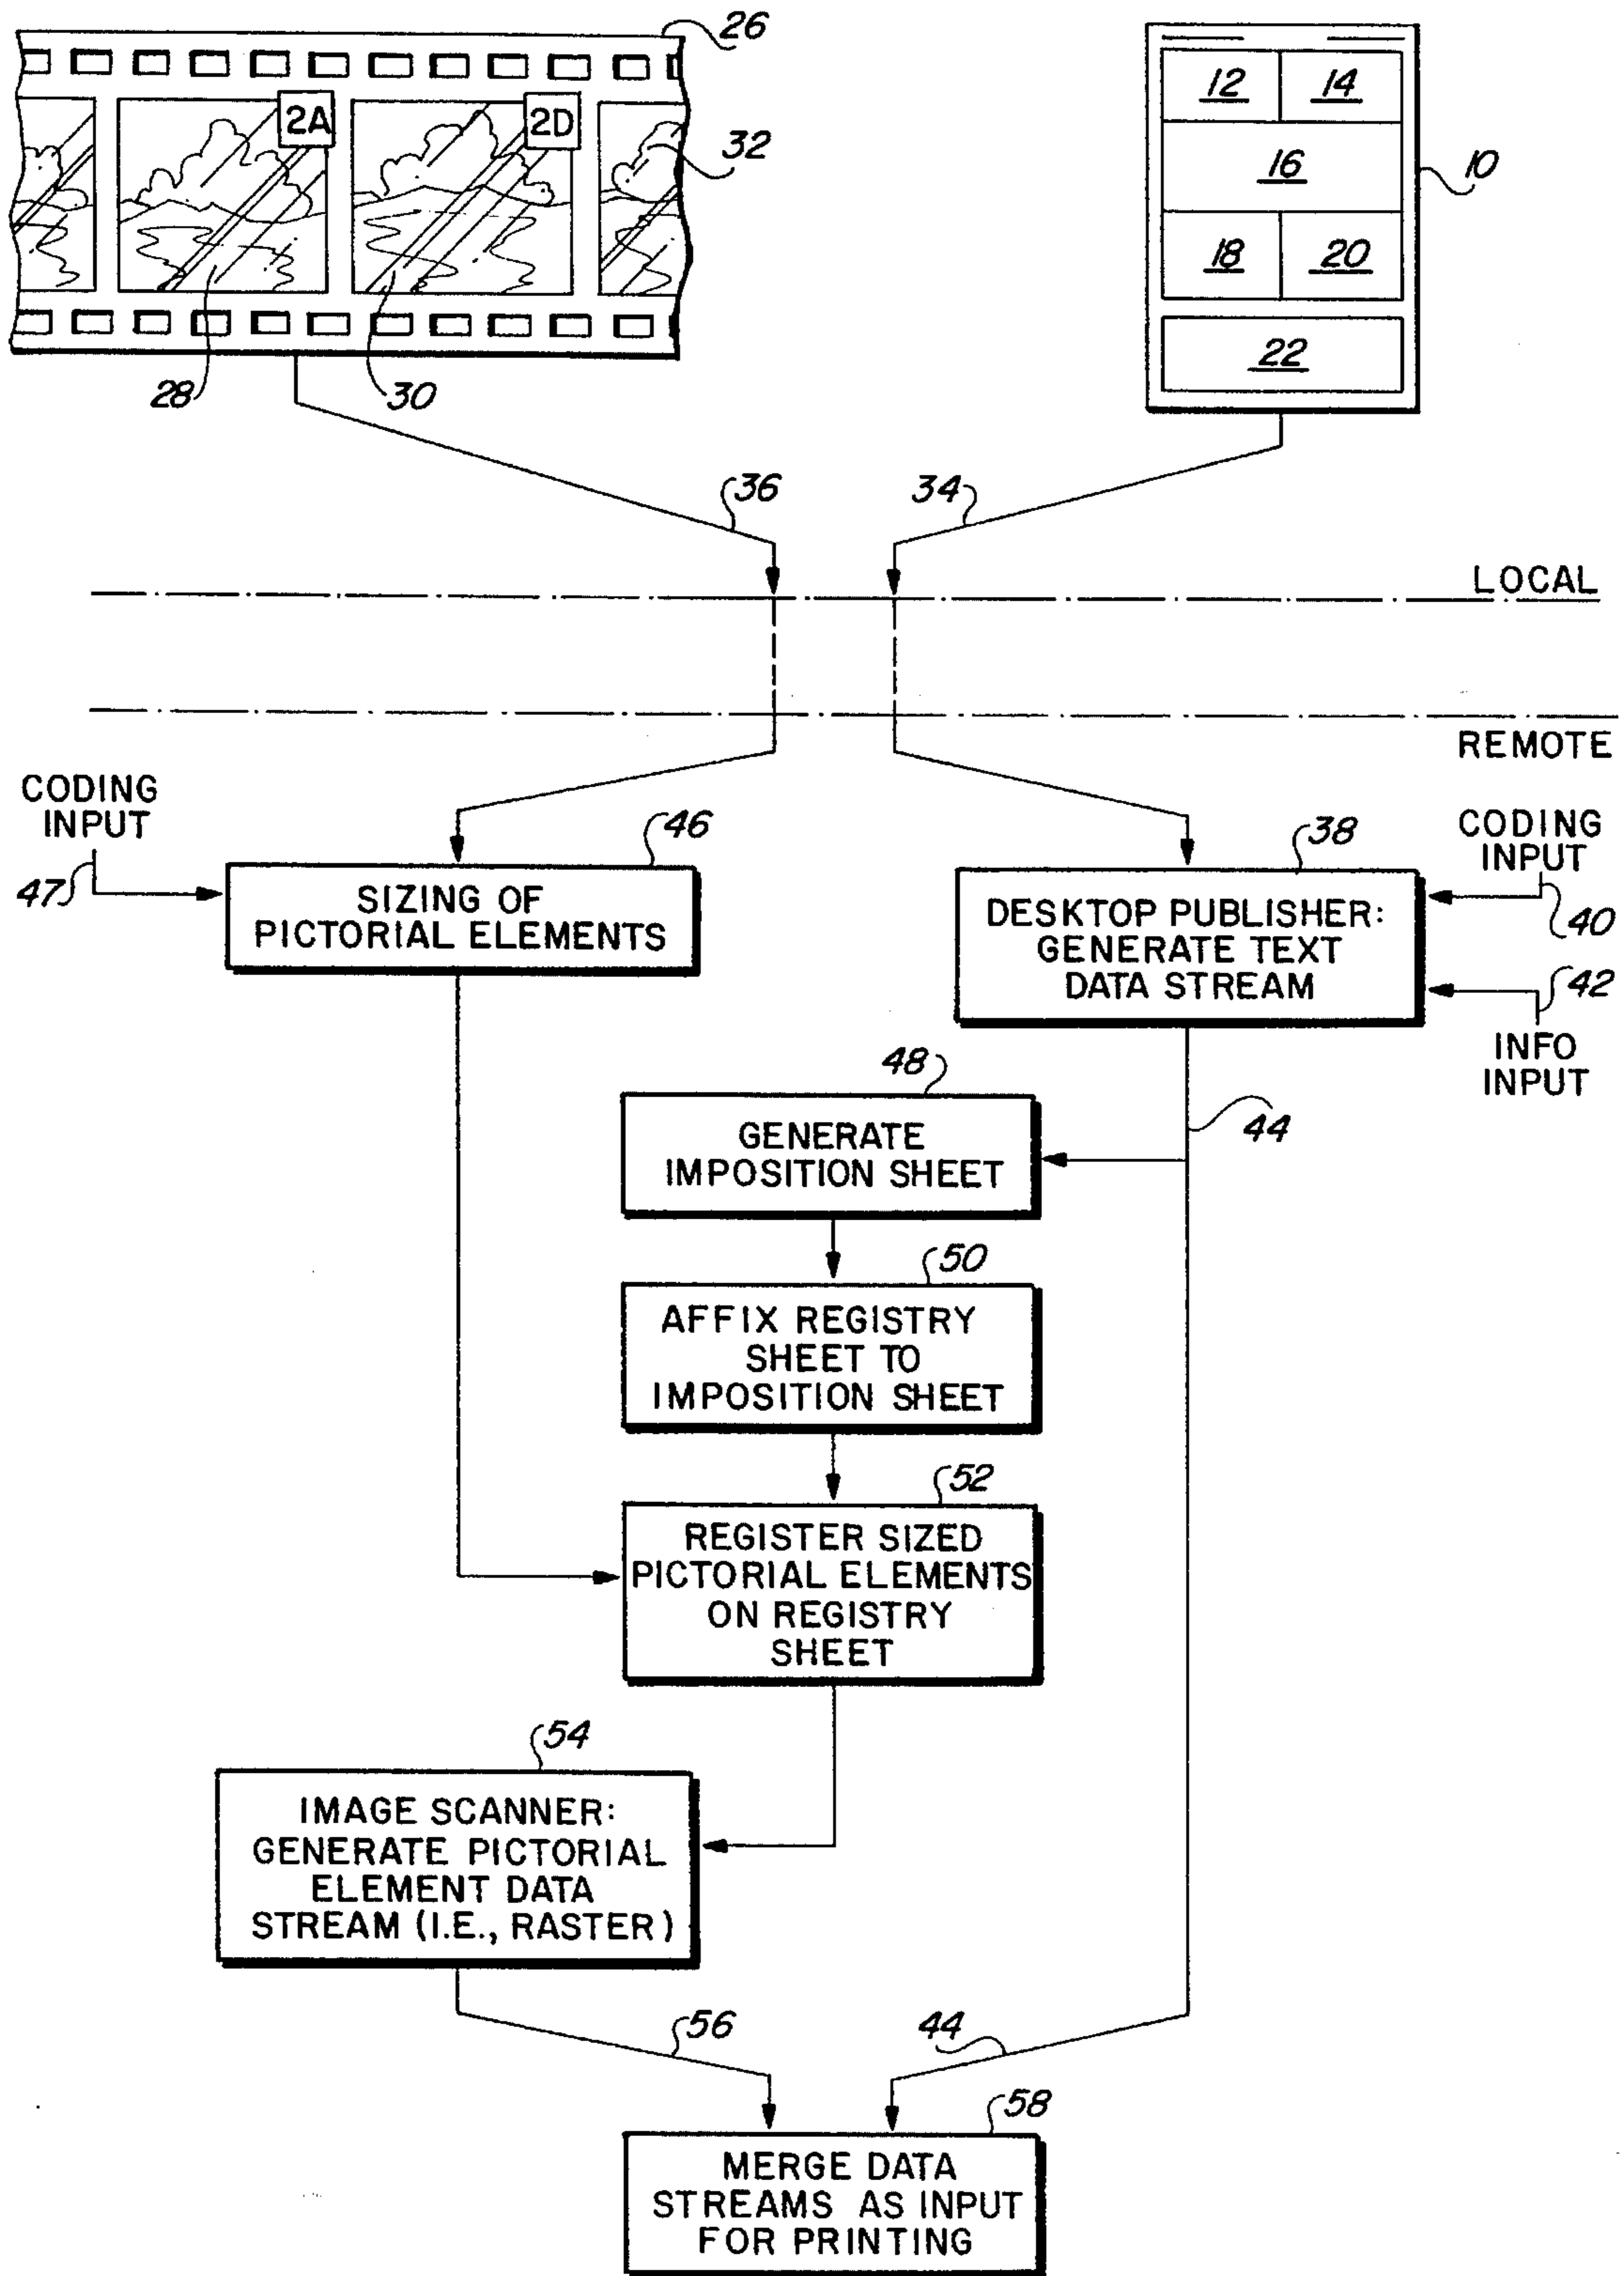 26
2A
2D
32
28
30
12
14
16
10
18
20
22
36
34
LOCAL
REMOTE
CODING
INPUT
47
46
SIZING OF
PICTORIAL ELEMENTS
38
DESKTOP PUBLISHER:
GENERATE TEXT
DATA STREAM
CODING
INPUT
40
42
INFO
INPUT
44
48
GENERATE
IMPOSITION SHEET
50
AFFIX REGISTRY
SHEET TO
IMPOSITION SHEET
52
REGISTER SIZED
PICTORIAL ELEMENTS
ON REGISTRY
SHEET
54
IMAGE SCANNER:
GENERATE PICTORIAL
ELEMENT DATA
STREAM (I.E., RASTER)
56
44
58
MERGE DATA
STREAMS AS INPUT
FOR PRINTING